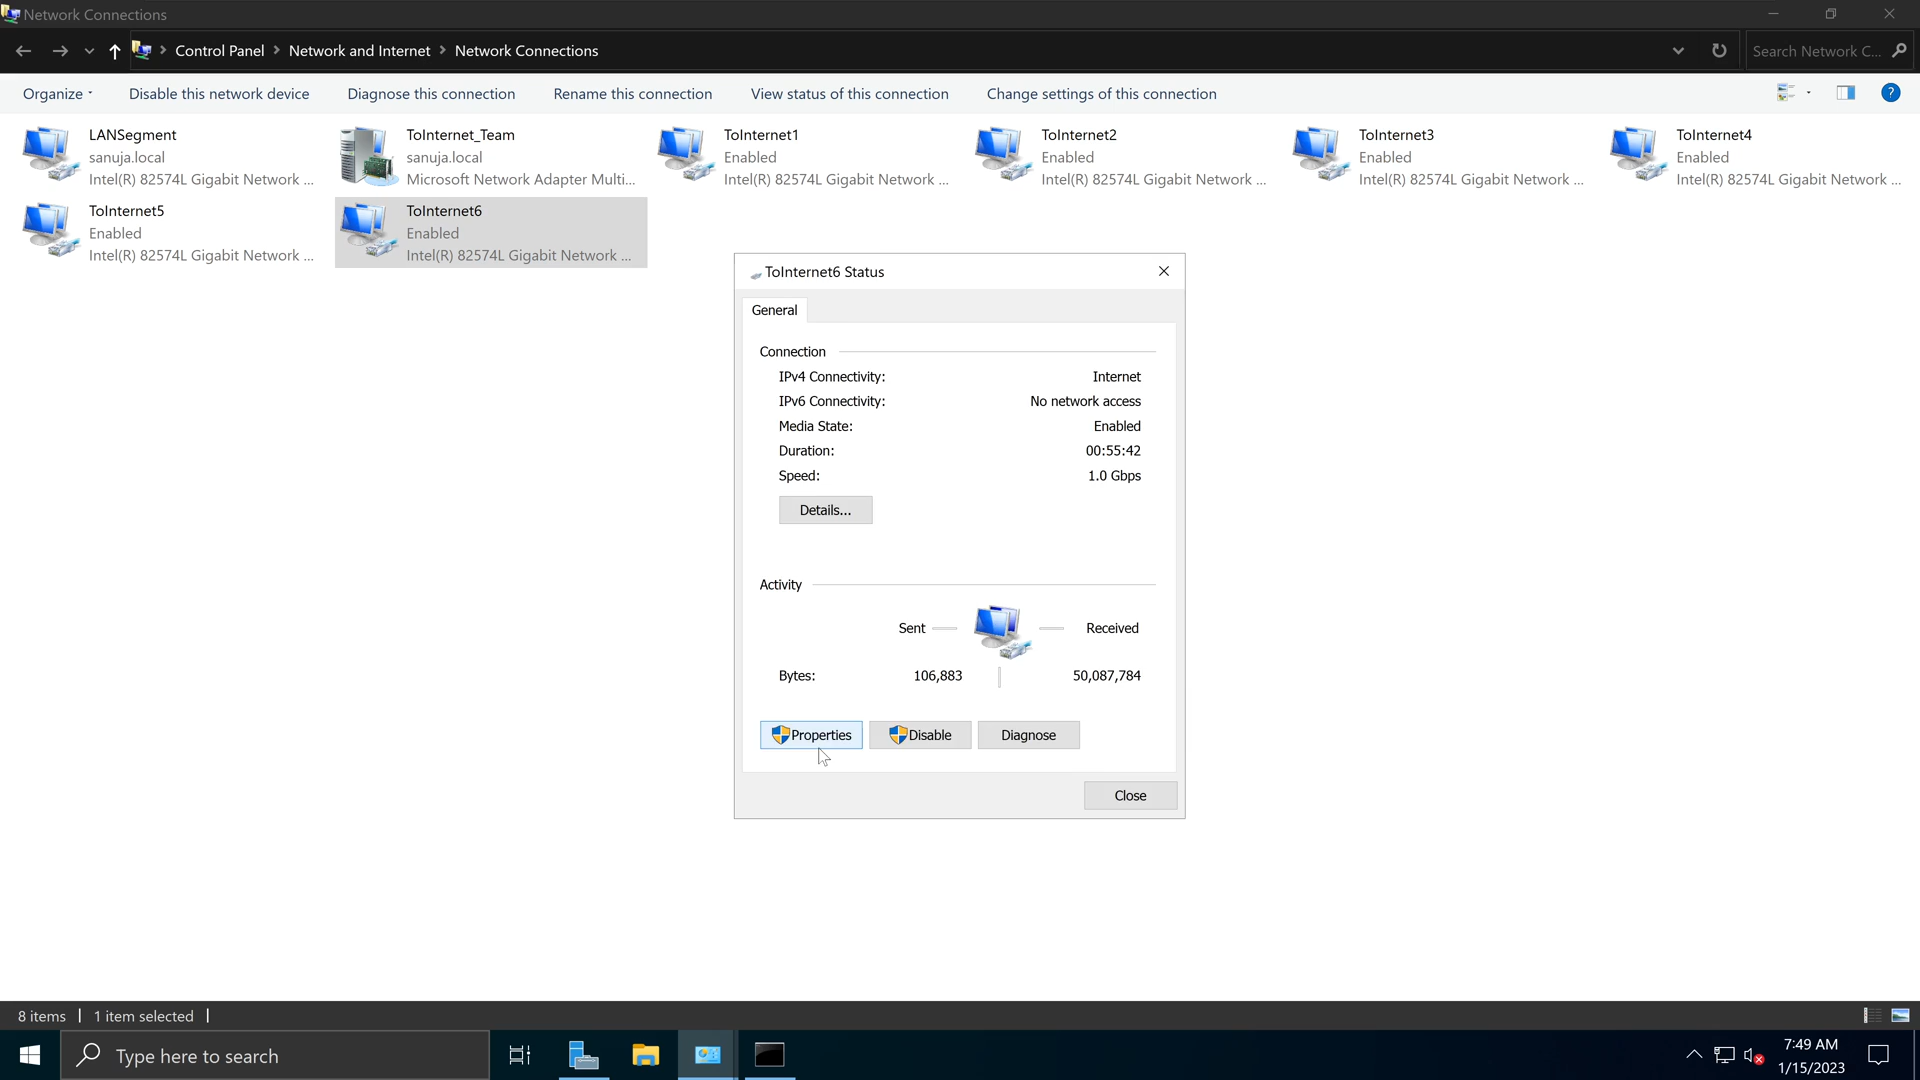 Network Connections
Control Panel Network and Internet Network Connections
Search Network C...
Organize Disable this network device Diagnose this connection Rename this connection View status of this connection Change settings of this connection
LANSegment
sanuja.local
Intel(R) 82574L Gigabit Network ...
ToInternet_Team
sanuja.local
Microsoft Network Adapter Multi...
ToInternet1
Enabled
Intel(R) 82574L Gigabit Network ...
ToInternet2
Enabled
Intel(R) 82574L Gigabit Network ...
ToInternet3
Enabled
Intel(R) 82574L Gigabit Network ...
ToInternet4
Enabled
Intel(R) 82574L Gigabit Network ...
ToInternet5
Enabled
Intel(R) 82574L Gigabit Network ...
ToInternet6
Enabled
Intel(R) 82574L Gigabit Network ...
ToInternet6 Status
General
Connection
IPv4 Connectivity: Internet
IPv6 Connectivity: No network access
Media State: Enabled
Duration: 00:55:42
Speed: 1.0 Gbps
Details...
Activity
Sent Received
Bytes: 106,883 50,087,784
Properties Disable Diagnose
Close
8 items 1 item selected
Type here to search
7:49 AM
1/15/2023